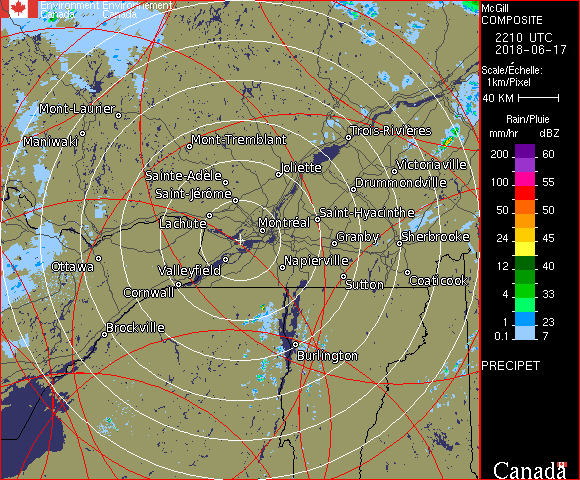 Environment Environnement
Canada Canada
McGill
COMPOSITE
2210 UTC
2018-06-17
Scale/Échelle:
1km/Pixel
40 KM
Rain/Pluie
mm/hr dBZ
200 60
155
100 55
50 50
24 45
12 40
4 33
1 23
0.1 7
PRECIPET
Canada
Mont-Laurier
Maniwaki
Mont-Tremblant
Trois-Rivières
Joliette
Victoriaville
Sainte-Adèle
Drummondville
Saint-Jérôme
Lachute
Saint-Hyacinthe
Montréal
Granby
Sherbrooke
Ottawa
Valleyfield
Napierville
Cornwall
Sutton
Coaticook
Brockville
Burlington